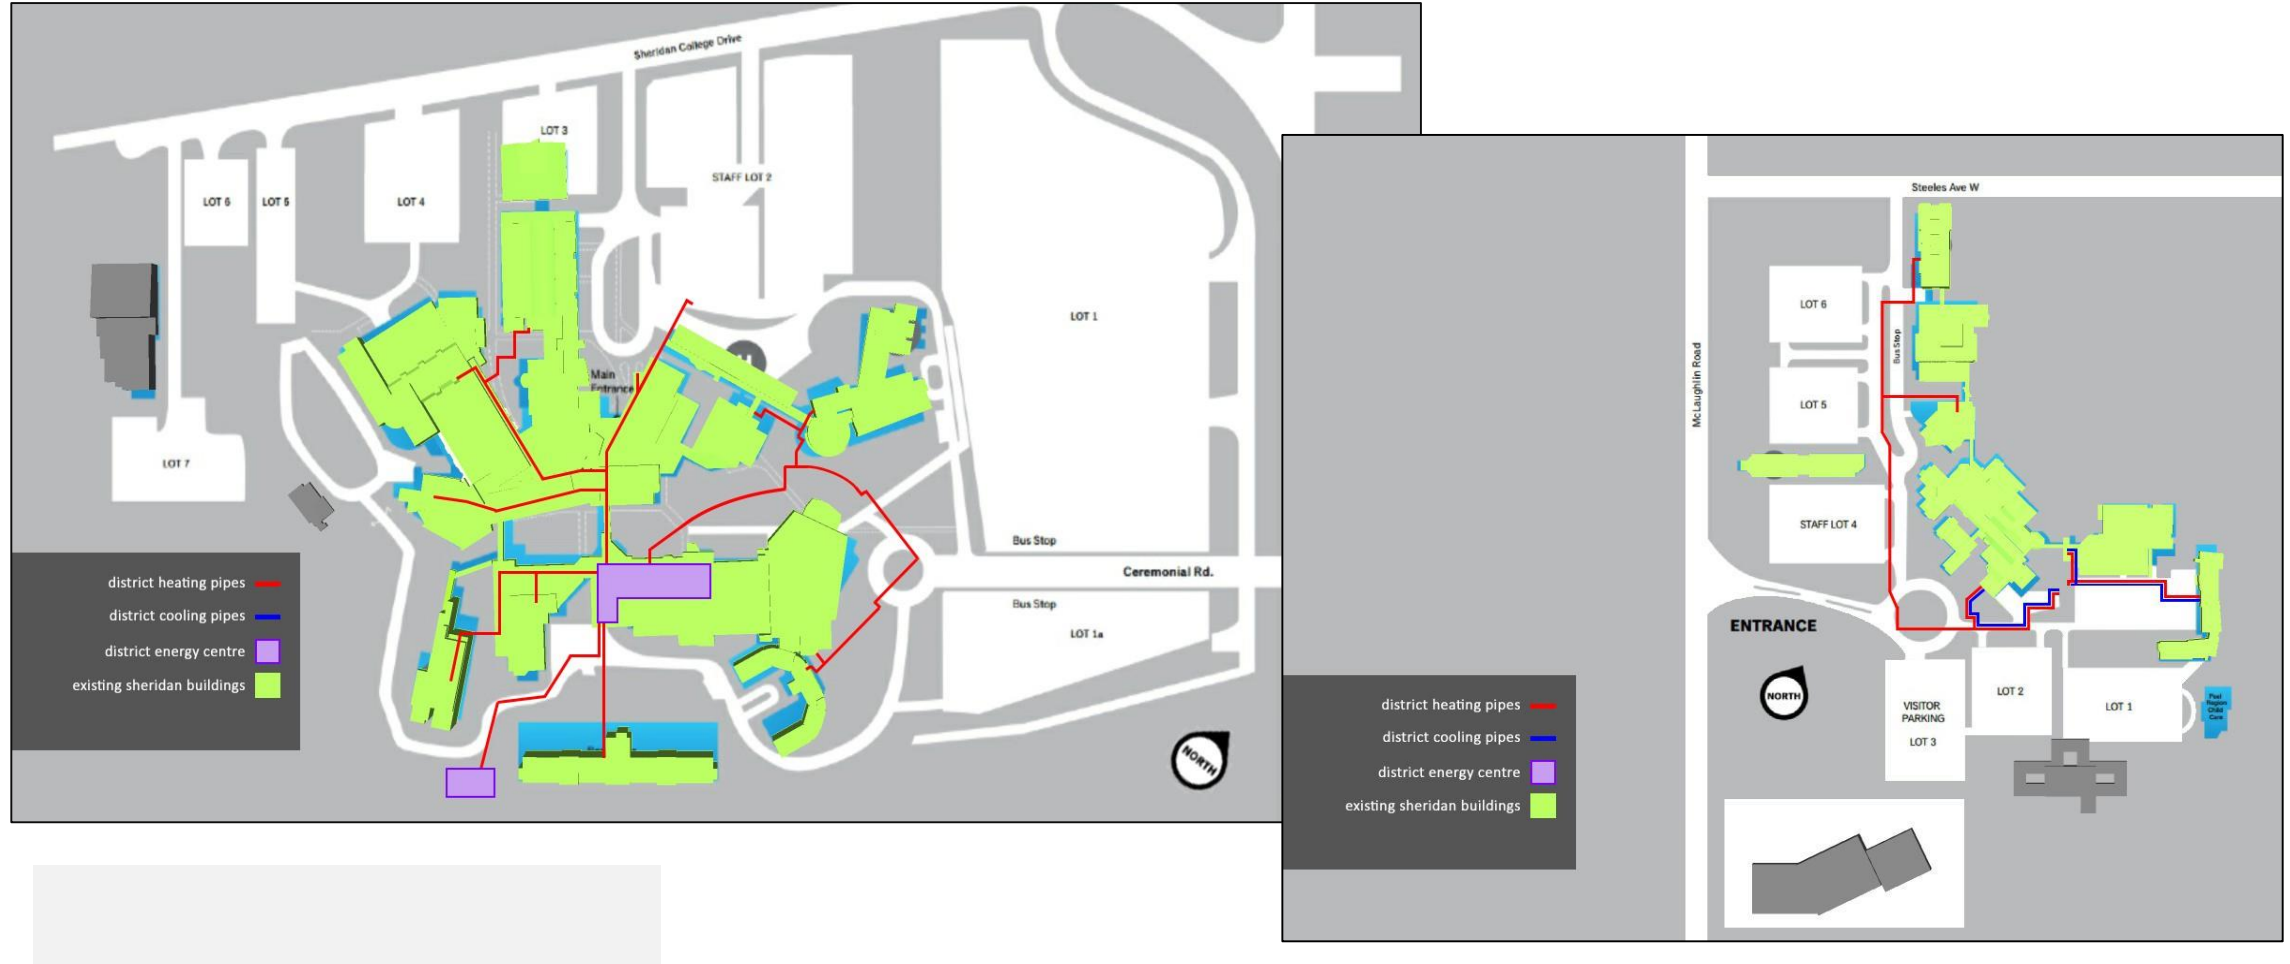 Sheridan College Drive
LOT 3
STAFF LOT 2
LOT 6
LOT 5
LOT 4
LOT 1
Main
Entrance
LOT 7
Bus Stop
Ceremonial Rd.
Bus Stop
LOT 1a
NORTH
district heating pipes
district cooling pipes
district energy centre
existing sheridan buildings
Steeles Ave W
McLaughlin Road
LOT 6
Bus Stop
LOT 5
STAFF LOT 4
ENTRANCE
NORTH
VISITOR
PARKING
LOT 3
LOT 2
LOT 1
Peel
Region
Child
Care
district heating pipes
district cooling pipes
district energy centre
existing sheridan buildings